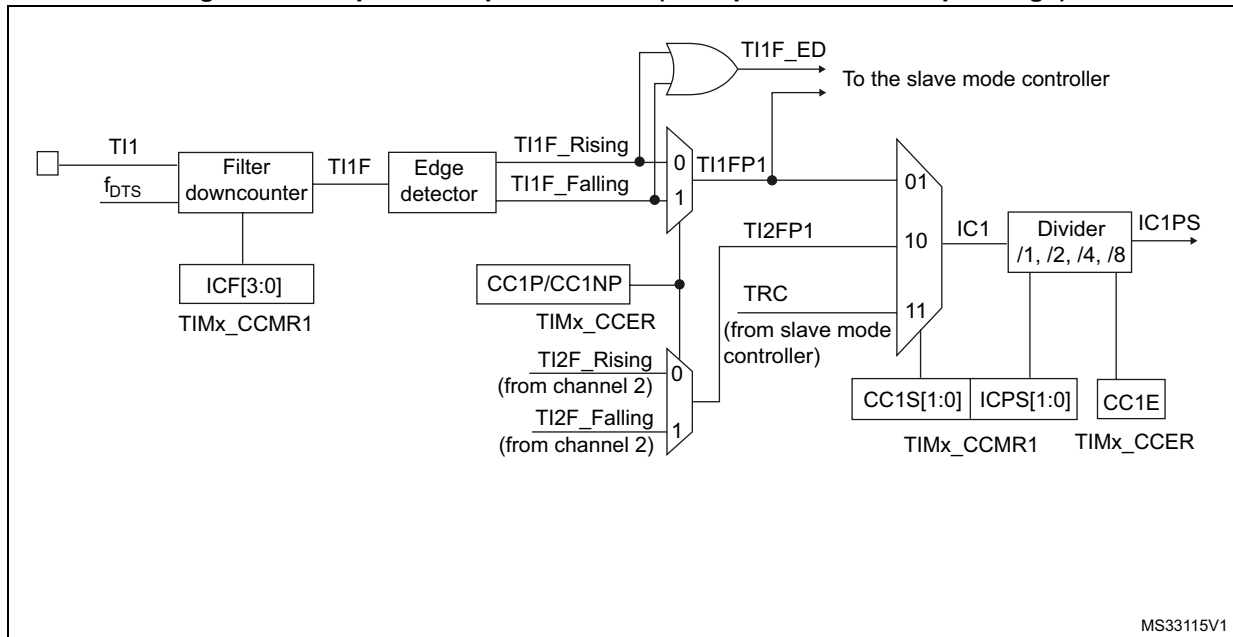 TI1F_ED
To the slave mode controller
TI1
f_DTS
Filter
downcounter
TI1F
Edge
detector
TI1F_Rising
TI1F_Falling
0
1
TI1FP1
01
TI2FP1
10
IC1
Divider
/1, /2, /4, /8
IC1PS
ICF[3:0]
TIMx_CCMR1
CC1P/CC1NP
TIMx_CCER
TRC
11
(from slave mode
controller)
TI2F_Rising
(from channel 2)
0
TI2F_Falling
(from channel 2)
1
CC1S[1:0]
ICPS[1:0]
CC1E
TIMx_CCMR1
TIMx_CCER
MS33115V1